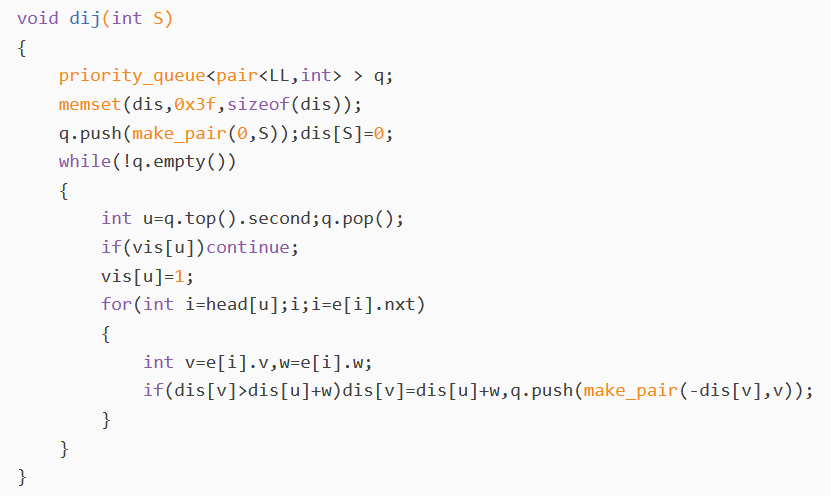 void dij(int S)
{
    priority_queue<pair<LL,int> > q;
    memset(dis,0x3f,sizeof(dis));
    q.push(make_pair(0,S));dis[S]=0;
    while(!q.empty())
    {
        int u=q.top().second;q.pop();
        if(vis[u])continue;
        vis[u]=1;
        for(int i=head[u];i;i=e[i].nxt)
        {
            int v=e[i].v,w=e[i].w;
            if(dis[v]>dis[u]+w)dis[v]=dis[u]+w,q.push(make_pair(-dis[v],v));
        }
    }
}